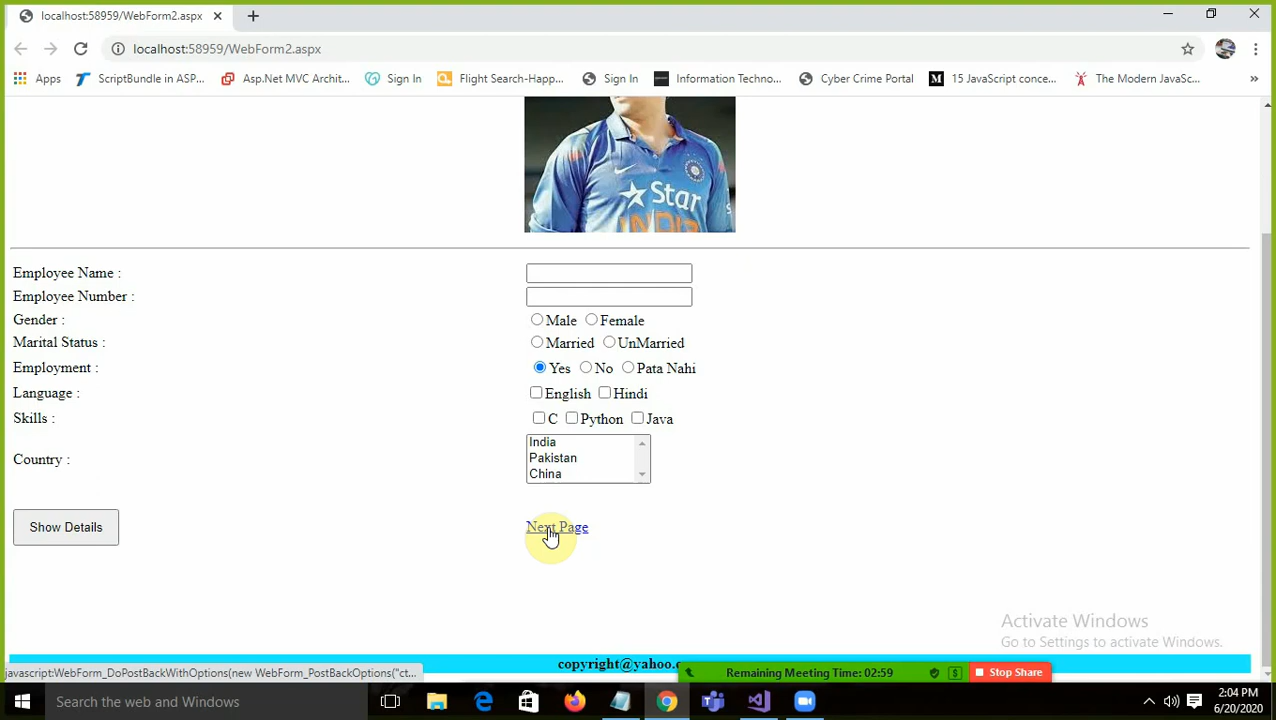 localhost:58959/WebForm2.aspx
localhost:58959/WebForm2.aspx
Apps ScriptBundle in ASP... Asp.Net MVC Archit... Sign In Flight Search-Happ... Sign In Information Techno... Cyber Crime Portal 15 JavaScript conce... The Modern JavaSc... »
Star
INDIA
Employee Name :
Employee Number :
Gender : Male Female
Marital Status : Married UnMarried
Employment : Yes No Pata Nahi
Language : English Hindi
Skills : C Python Java
Country : India
Pakistan
China
Show Details Next Page
Activate Windows
Go to Settings to activate Windows.
copyright@yahoo.c
javascript:WebForm_DoPostBackWithOptions(new WebForm_PostBackOptions("ct...
Remaining Meeting Time: 02:59 Stop Share
Search the web and Windows
2:04 PM
6/20/2020